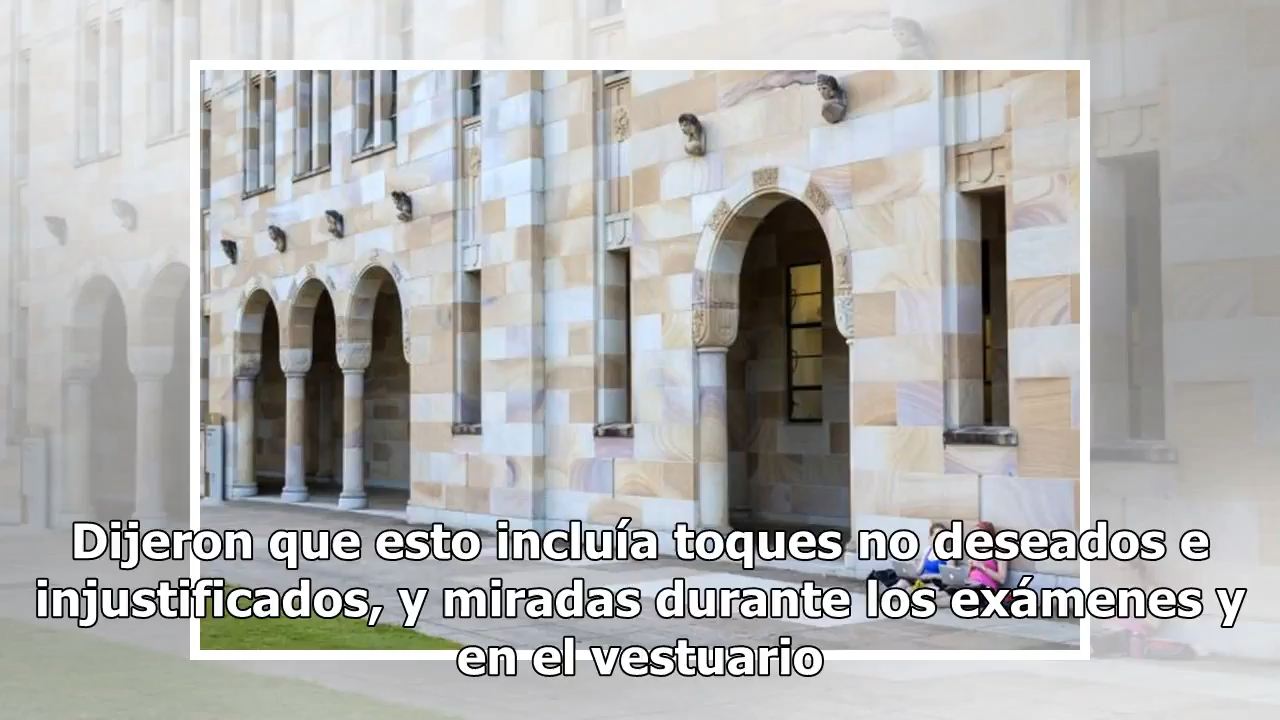 Dijeron que esto incluía toques no deseados e
injustificados, y miradas durante los exámenes y
en el vestuario